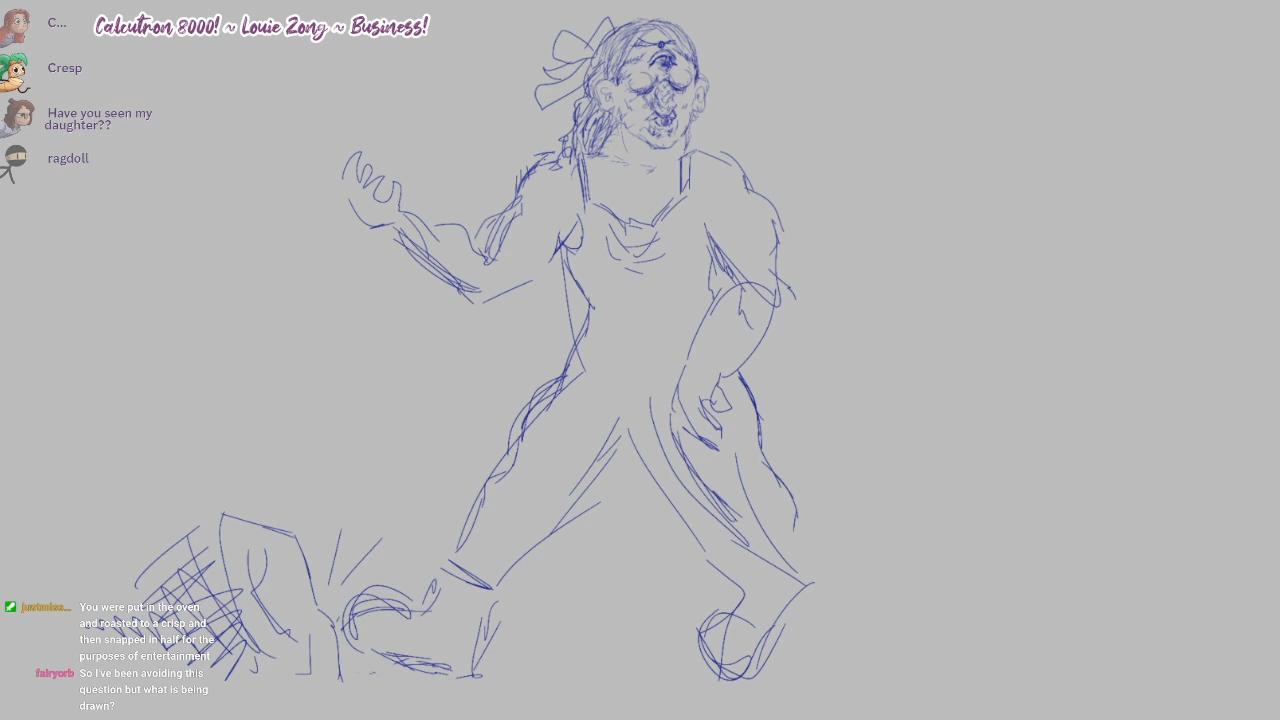 Calcutron 8000! ~ Louie Zong ~ Business!
C...
Cresp
Have you seen my
daughter??
ragdoll
justmiss... You were put in the oven
and roasted to a crisp and
then snapped in half for the
purposes of entertainment
fairyorb So I've been avoiding this
question but what is being
drawn?